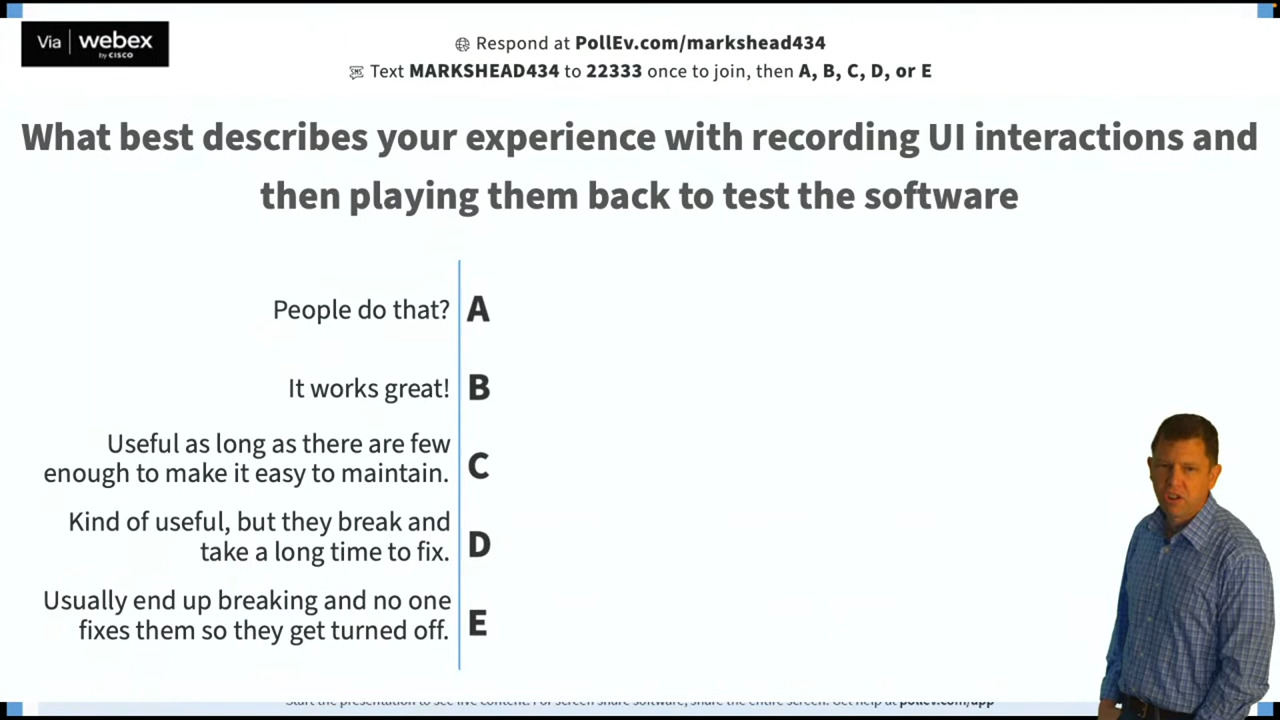 Via webex
by CISCO
Respond at PollEv.com/markshead434
Text MARKSHEAD434 to 22333 once to join, then A, B, C, D, or E
What best describes your experience with recording UI interactions and
then playing them back to test the software
People do that? A
It works great! B
Useful as long as there are few
enough to make it easy to maintain. C
Kind of useful, but they break and
take a long time to fix. D
Usually end up breaking and no one
fixes them so they get turned off. E
Start the presentation to see live content. For screen share software, share the entire screen. Get help at pollev.com/app